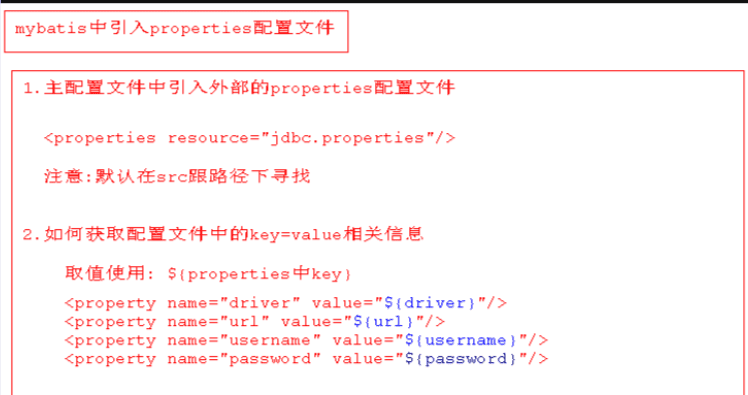 mybatis中引入properties配置文件
1.主配置文件中引入外部的properties配置文件
<properties resource="jdbc.properties"/>
注意:默认在src跟路径下寻找
2.如何获取配置文件中的key=value相关信息
取值使用: ${properties中key}
<property name="driver" value="${driver}"/>
<property name="url" value="${url}"/>
<property name="username" value="${username}"/>
<property name="password" value="${password}"/>